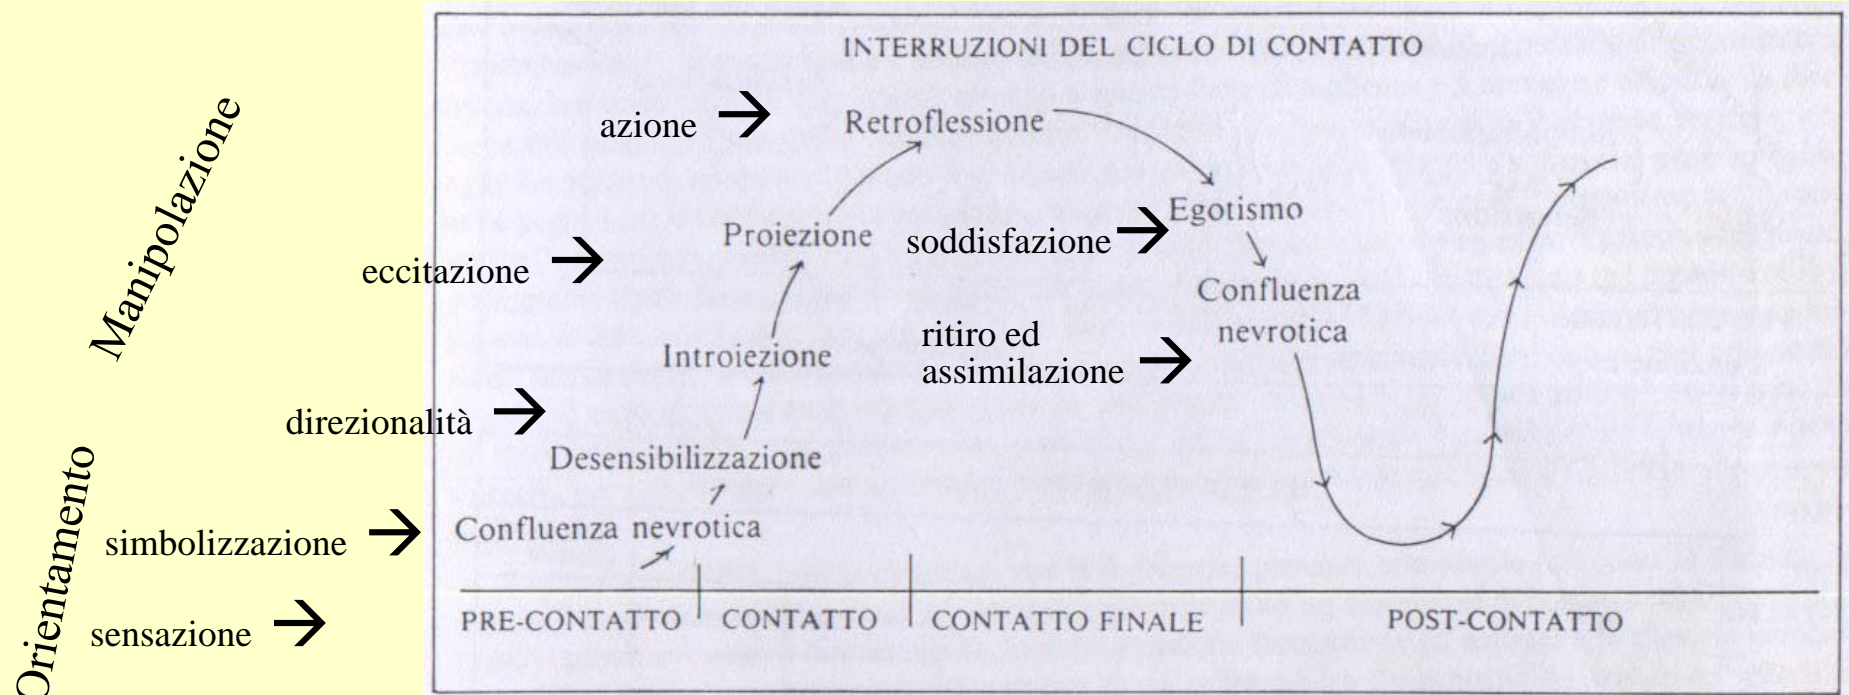 INTERRUZIONI DEL CICLO DI CONTATTO
Manipolazione
azione
Retroflessione
Egotismo
Proiezione
soddisfazione
eccitazione
Confluenza
nevrotica
ritiro ed
assimilazione
Introiezione
direzionalità
Desensibilizzazione
Orientamento
simbolizzazione
Confluenza nevrotica
sensazione
PRE-CONTATTO
CONTATTO
CONTATTO FINALE
POST-CONTATTO